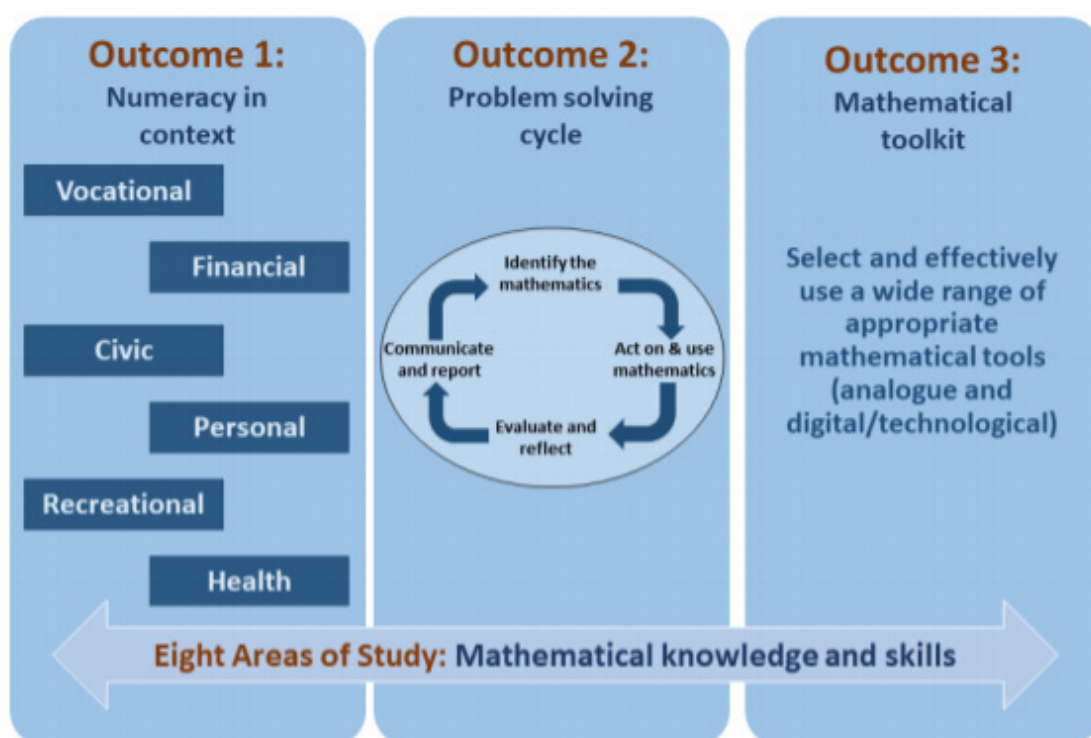 Outcome 1:
Numeracy in
context
Vocational
Financial
Civic
Personal
Recreational
Health
Outcome 2:
Problem solving
cycle
Identify the
mathematics
Act on & use
mathematics
Evaluate and
reflect
Communicate
and report
Outcome 3:
Mathematical
toolkit
Select and effectively
use a wide range of
appropriate
mathematical tools
(analogue and
digital/technological)
Eight Areas of Study: Mathematical knowledge and skills